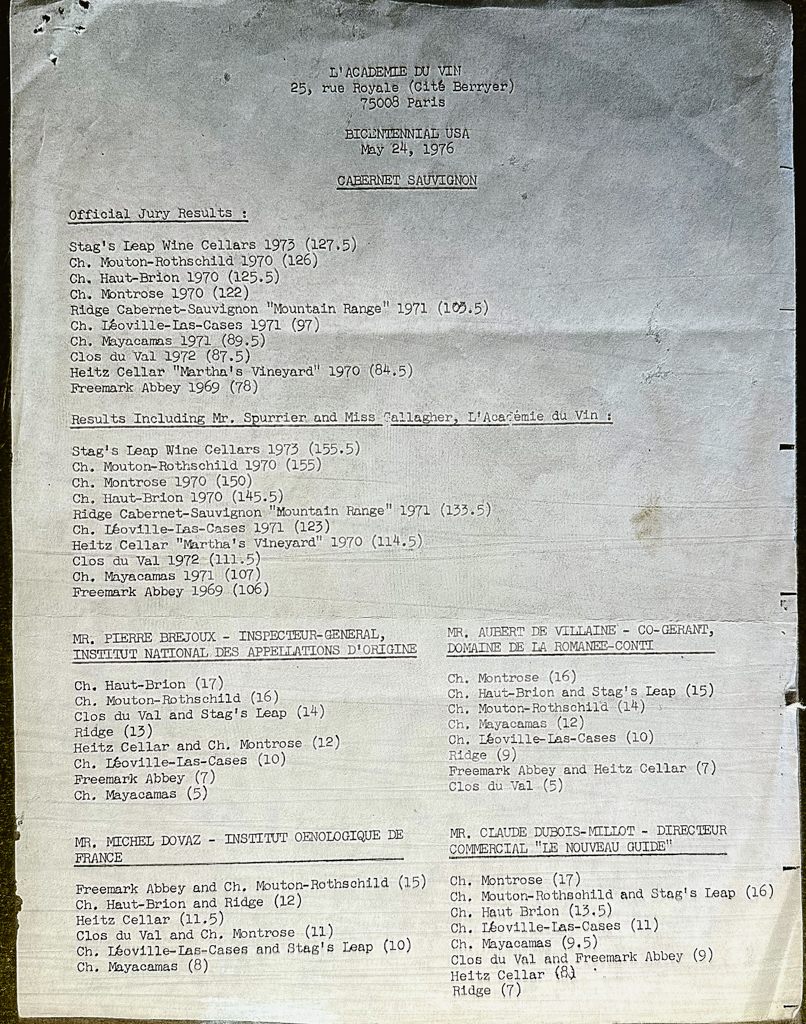 L'ACADEMIE DU VIN
25, rue Royale (Cité Berryer)
75008 Paris
BICENTENNIAL USA
May 24, 1976
CABERNET SAUVIGNON
Official Jury Results :
Stag's Leap Wine Cellars 1973 (127.5)
Ch. Mouton-Rothschild 1970 (126)
Ch. Haut-Brion 1970 (125.5)
Ch. Montrose 1970 (122)
Ridge Cabernet-Sauvignon "Mountain Range" 1971 (103.5)
Ch. Léoville-Las-Cases 1971 (97)
Ch. Mayacamas 1971 (89.5)
Clos du Val 1972 (87.5)
Heitz Cellar "Martha's Vineyard" 1970 (84.5)
Freemark Abbey 1969 (78)
Results Including Mr. Spurrier and Miss Gallagher, L'Académie du Vin :
Stag's Leap Wine Cellars 1973 (155.5)
Ch. Mouton-Rothschild 1970 (155)
Ch. Montrose 1970 (150)
Ch. Haut-Brion 1970 (145.5)
Ridge Cabernet-Sauvignon "Mountain Range" 1971 (133.5)
Ch. Léoville-Las-Cases 1971 (123)
Heitz Cellar "Martha's Vineyard" 1970 (114.5)
Clos du Val 1972 (111.5)
Ch. Mayacamas 1971 (107)
Freemark Abbey 1969 (106)
MR. PIERRE BREJOUX - INSPECTEUR-GENERAL,
INSTITUT NATIONAL DES APPELLATIONS D'ORIGINE
Ch. Haut-Brion (17)
Ch. Mouton-Rothschild (16)
Clos du Val and Stag's Leap (14)
Ridge (13)
Heitz Cellar and Ch. Montrose (12)
Ch. Léoville-Las-Cases (10)
Freemark Abbey (7)
Ch. Mayacamas (5)
MR. AUBERT DE VILLAINE - CO-GERANT,
DOMAINE DE LA ROMANEE-CONTI
Ch. Montrose (16)
Ch. Haut-Brion and Stag's Leap (15)
Ch. Mouton-Rothschild (14)
Ch. Mayacamas (12)
Ch. Léoville-Las-Cases (10)
Ridge (9)
Freemark Abbey and Heitz Cellar (7)
Clos du Val (5)
MR. MICHEL DOVAZ - INSTITUT OENOLOGIQUE DE
FRANCE
Freemark Abbey and Ch. Mouton-Rothschild (15)
Ch. Haut-Brion and Ridge (12)
Heitz Cellar (11.5)
Clos du Val and Ch. Montrose (11)
Ch. Léoville-Las-Cases and Stag's Leap (10)
Ch. Mayacamas (8)
MR. CLAUDE DUBOIS-MILLOT - DIRECTEUR
COMMERCIAL "LE NOUVEAU GUIDE"
Ch. Montrose (17)
Ch. Mouton-Rothschild and Stag's Leap (16)
Ch. Haut Brion (13.5)
Ch. Léoville-Las-Cases (11)
Ch. Mayacamas (9.5)
Clos du Val and Freemark Abbey (9)
Heitz Cellar (8)
Ridge (7)